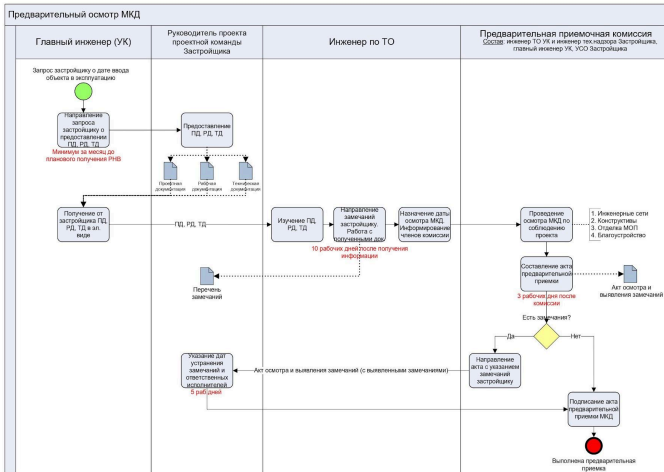 Предварительный осмотр МКД
Главный инженер (УК)
Руководитель проекта
проектной команды
Застройщика
Инженер по ТО
Предварительная приемочная комиссия
Состав: инженер ТО УК и инженер тех.надзора Застройщика,
главный инженер УК, УСО Застройщика
Запрос застройщику о дате ввода
объекта в эксплуатацию
Направление
запроса
застройщику о
предоставлении
ПД, РД, ТД
Минимум за месяц до
планового получения РНВ
Предоставление
ПД, РД, ТД
Проектная
документация
Рабочая
документация
Техническая
документация
Получение от
застройщика ПД,
РД, ТД в эл.
виде
ПД, РД, ТД
Изучение ПД,
РД, ТД
Направление
замечаний
застройщику.
Работа с
полученными док.
10 рабочих дней после получения
информации
Назначение даты
осмотра МКД.
Информирование
членов комиссии
Проведение
осмотра МКД по
соблюдению
проекта
1. Инженерные сети
2. Конструктивы
3. Отделка МОП
4. Благоустройство
Перечень
замечаний
Составление акта
предварительной
приемки
3 рабочих дня после
комиссии
Акт осмотра и
выявления замечаний
Есть замечания?
Да
Нет
Указание дат
устранения
замечаний и
ответственных
исполнителей
5 раб дней
Акт осмотра и выявления замечаний (с выявленными замечаниями)
Направление
акта с указанием
замечаний
застройщику
Подписание акта
предварительной
приемки МКД
Выполнена предварительная
приемка